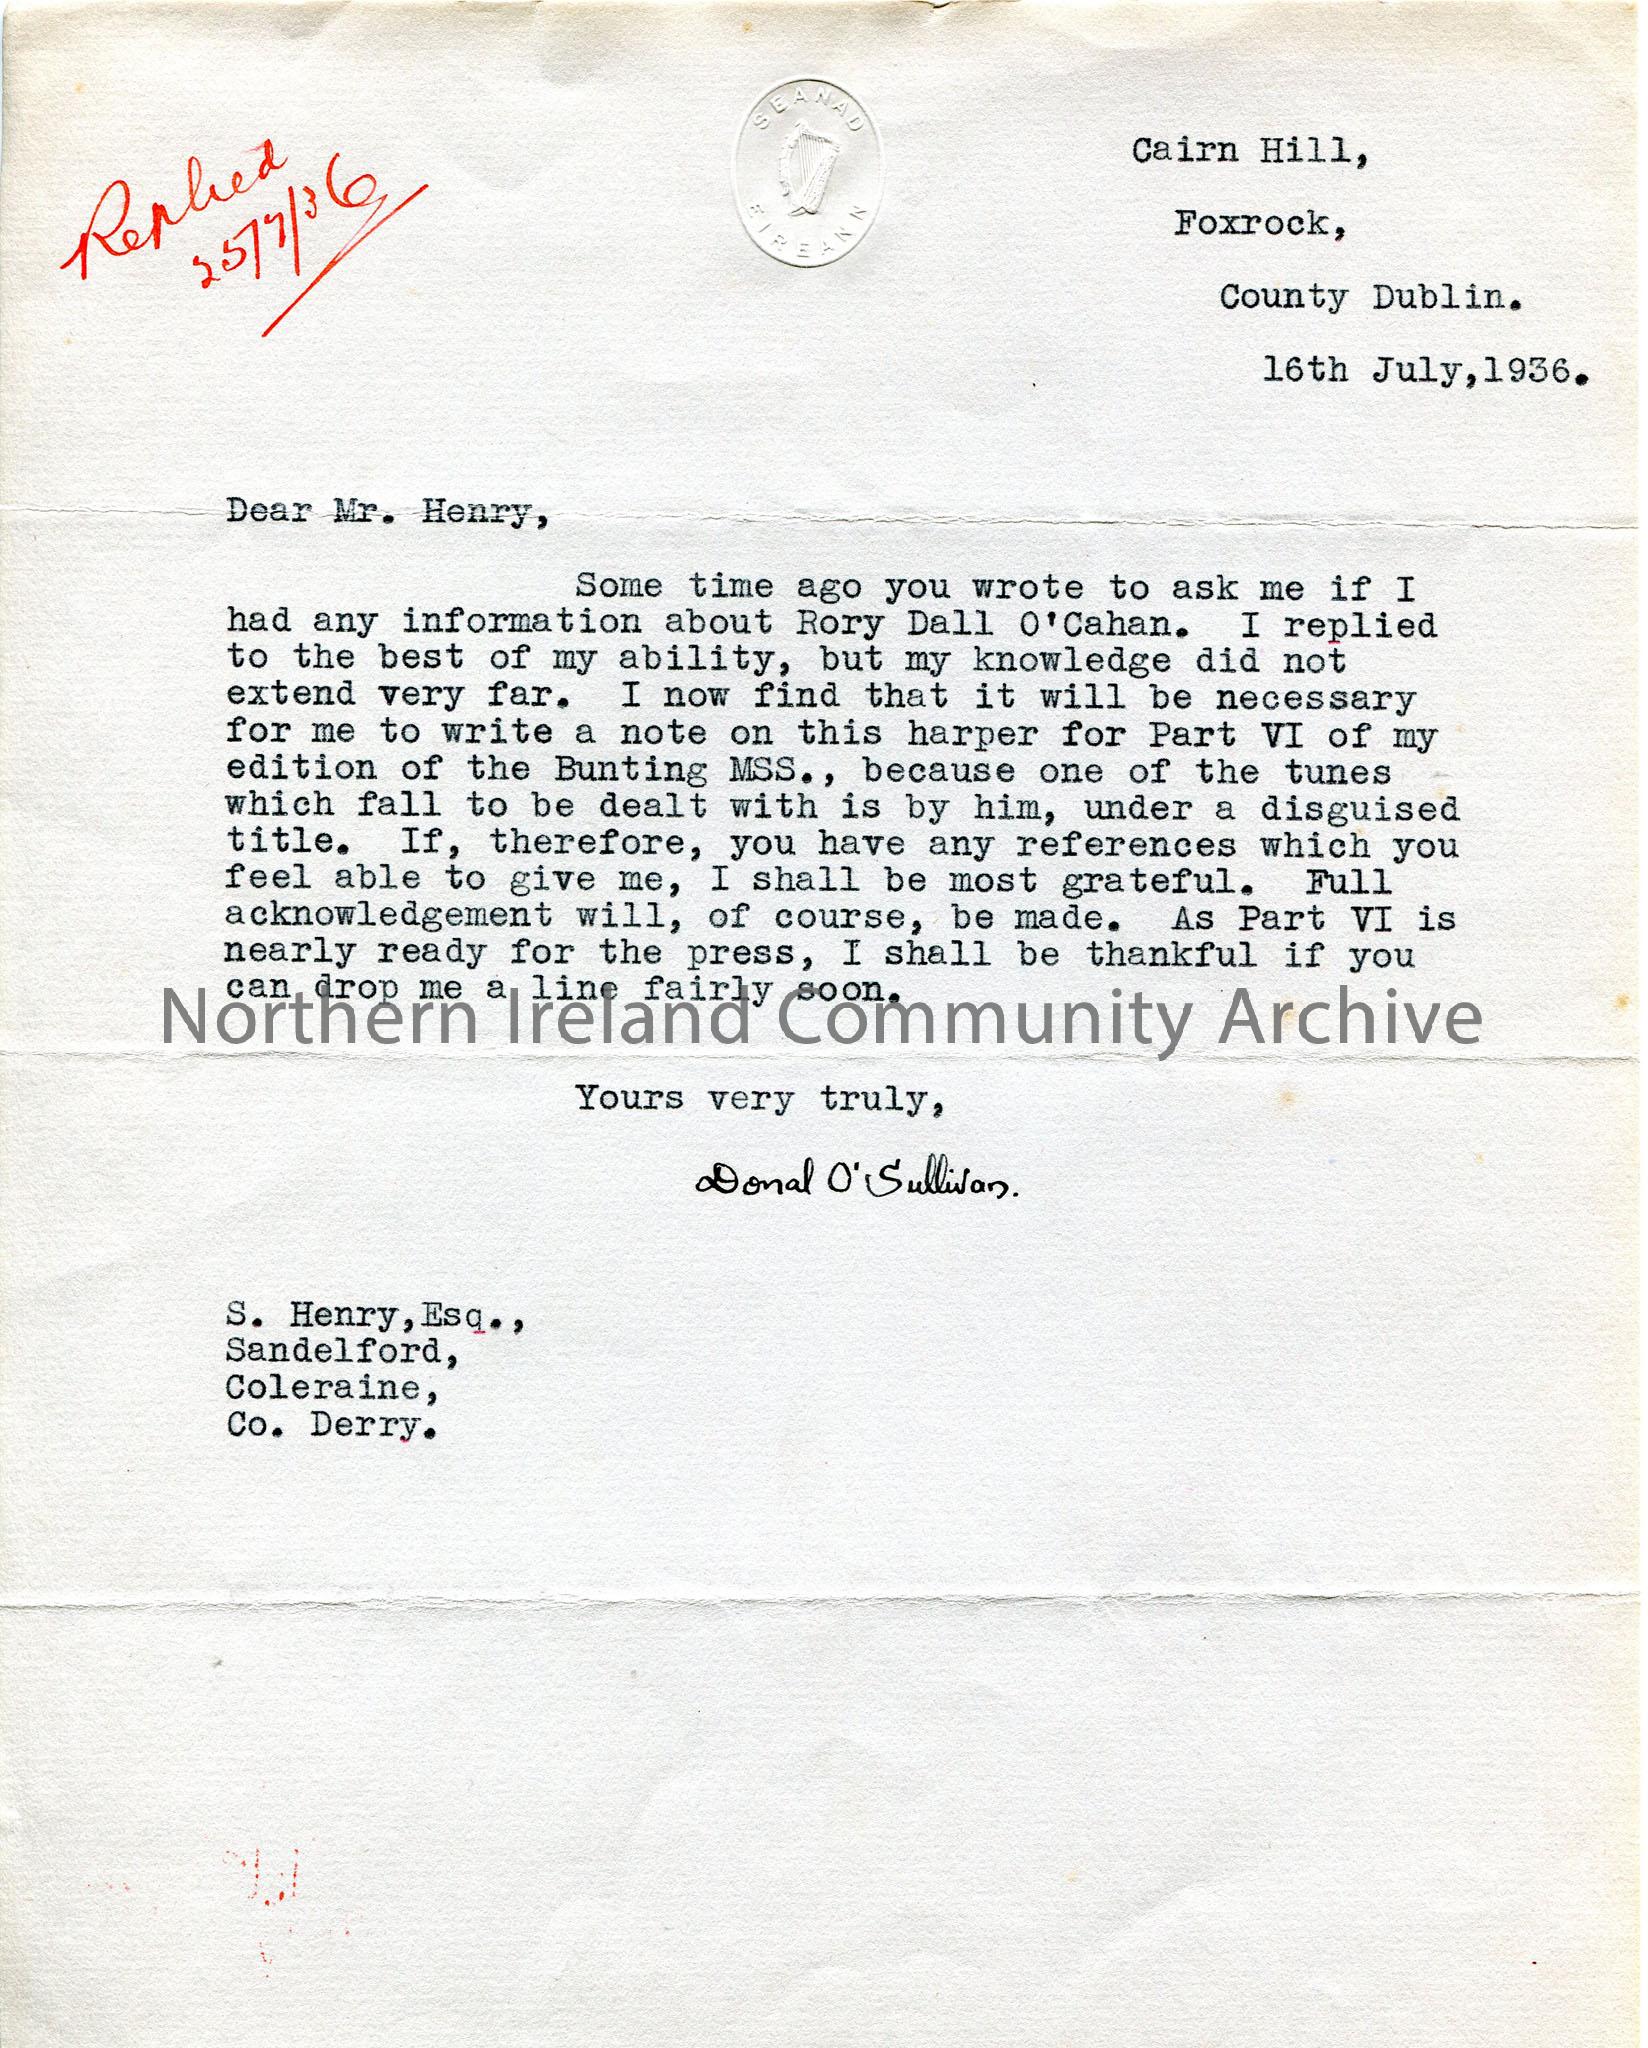 SEANAD
EIREANN
Replied
25/7/36
Cairn Hill,
Foxrock,
County Dublin.
16th July,1936.
Dear Mr. Henry,
Some time ago you wrote to ask me if I
had any information about Rory Dall O'Cahan. I replied
to the best of my ability, but my knowledge did not
extend very far. I now find that it will be necessary
for me to write a note on this harper for Part VI of my
edition of the Bunting MSS., because one of the tunes
which fall to be dealt with is by him, under a disguised
title. If, therefore, you have any references which you
feel able to give me, I shall be most grateful. Full
acknowledgement will, of course, be made. As Part VI is
nearly ready for the press, I shall be thankful if you
can drop me a line fairly soon.
Northern Ireland Community Archive
Yours very truly,
Donal O'Sullivan.
S. Henry,Esq.,
Sandelford,
Coleraine,
Co. Derry.